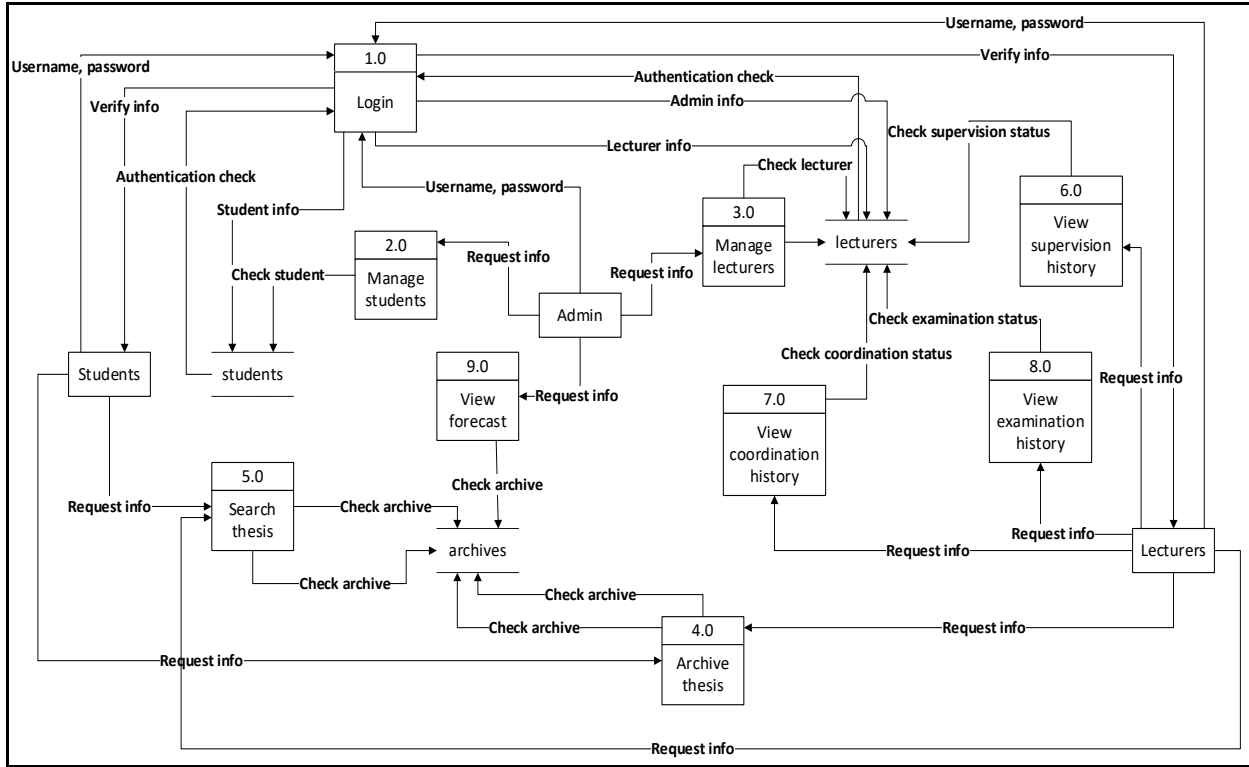 Username, password
1.0
Username, password
Verify info
Login
Authentication check
Verify info
Admin info
Check supervision status
Lecturer info
Check lecturer
Authentication check
Username, password
6.0
View
supervision
history
Student info
3.0
Manage
lecturers
lecturers
2.0
Manage
students
Request info
Request info
Check student
Admin
Check examination status
Check coordination status
Students
students
9.0
View
forecast
Request info
8.0
View
examination
history
Request info
7.0
View
coordination
history
5.0
Search
thesis
Request info
Check archive
Check archive
archives
Request info
Request info
Lecturers
Check archive
Check archive
Check archive
4.0
Archive
thesis
Request info
Request info
Request info